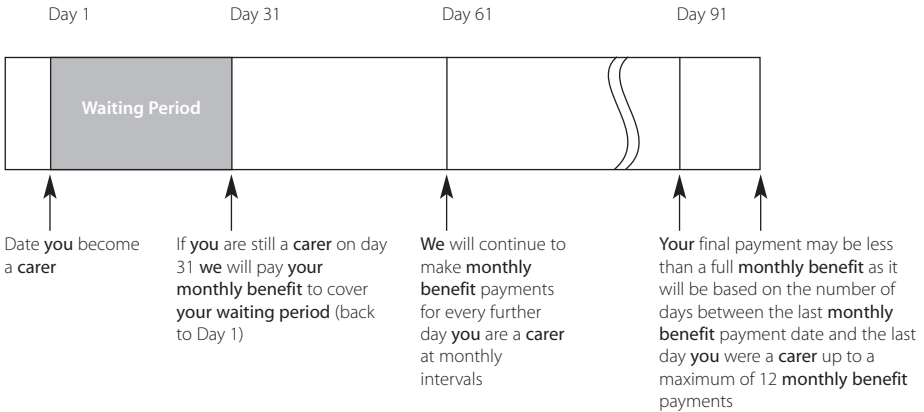 Day 1
Day 31
Day 61
Day 91
Waiting Period
Date you become
a carer
If you are still a carer on day
31 we will pay your
monthly benefit to cover
your waiting period (back
to Day 1)
We will continue to
make monthly
benefit payments
for every further
day you are a carer
at monthly
intervals
Your final payment may be less
than a full monthly benefit as it
will be based on the number of
days between the last monthly
benefit payment date and the last
day you were a carer up to a
maximum of 12 monthly benefit
payments